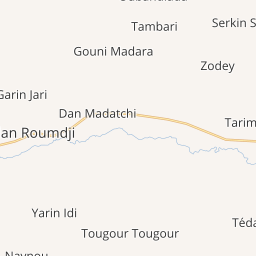 Tambari
Serkin S
Gouni Madara
Zodey
Garin Jari
Dan Madatchi
Tarim
an Roumdji
Yarin Idi
Téda
Tougour Tougour